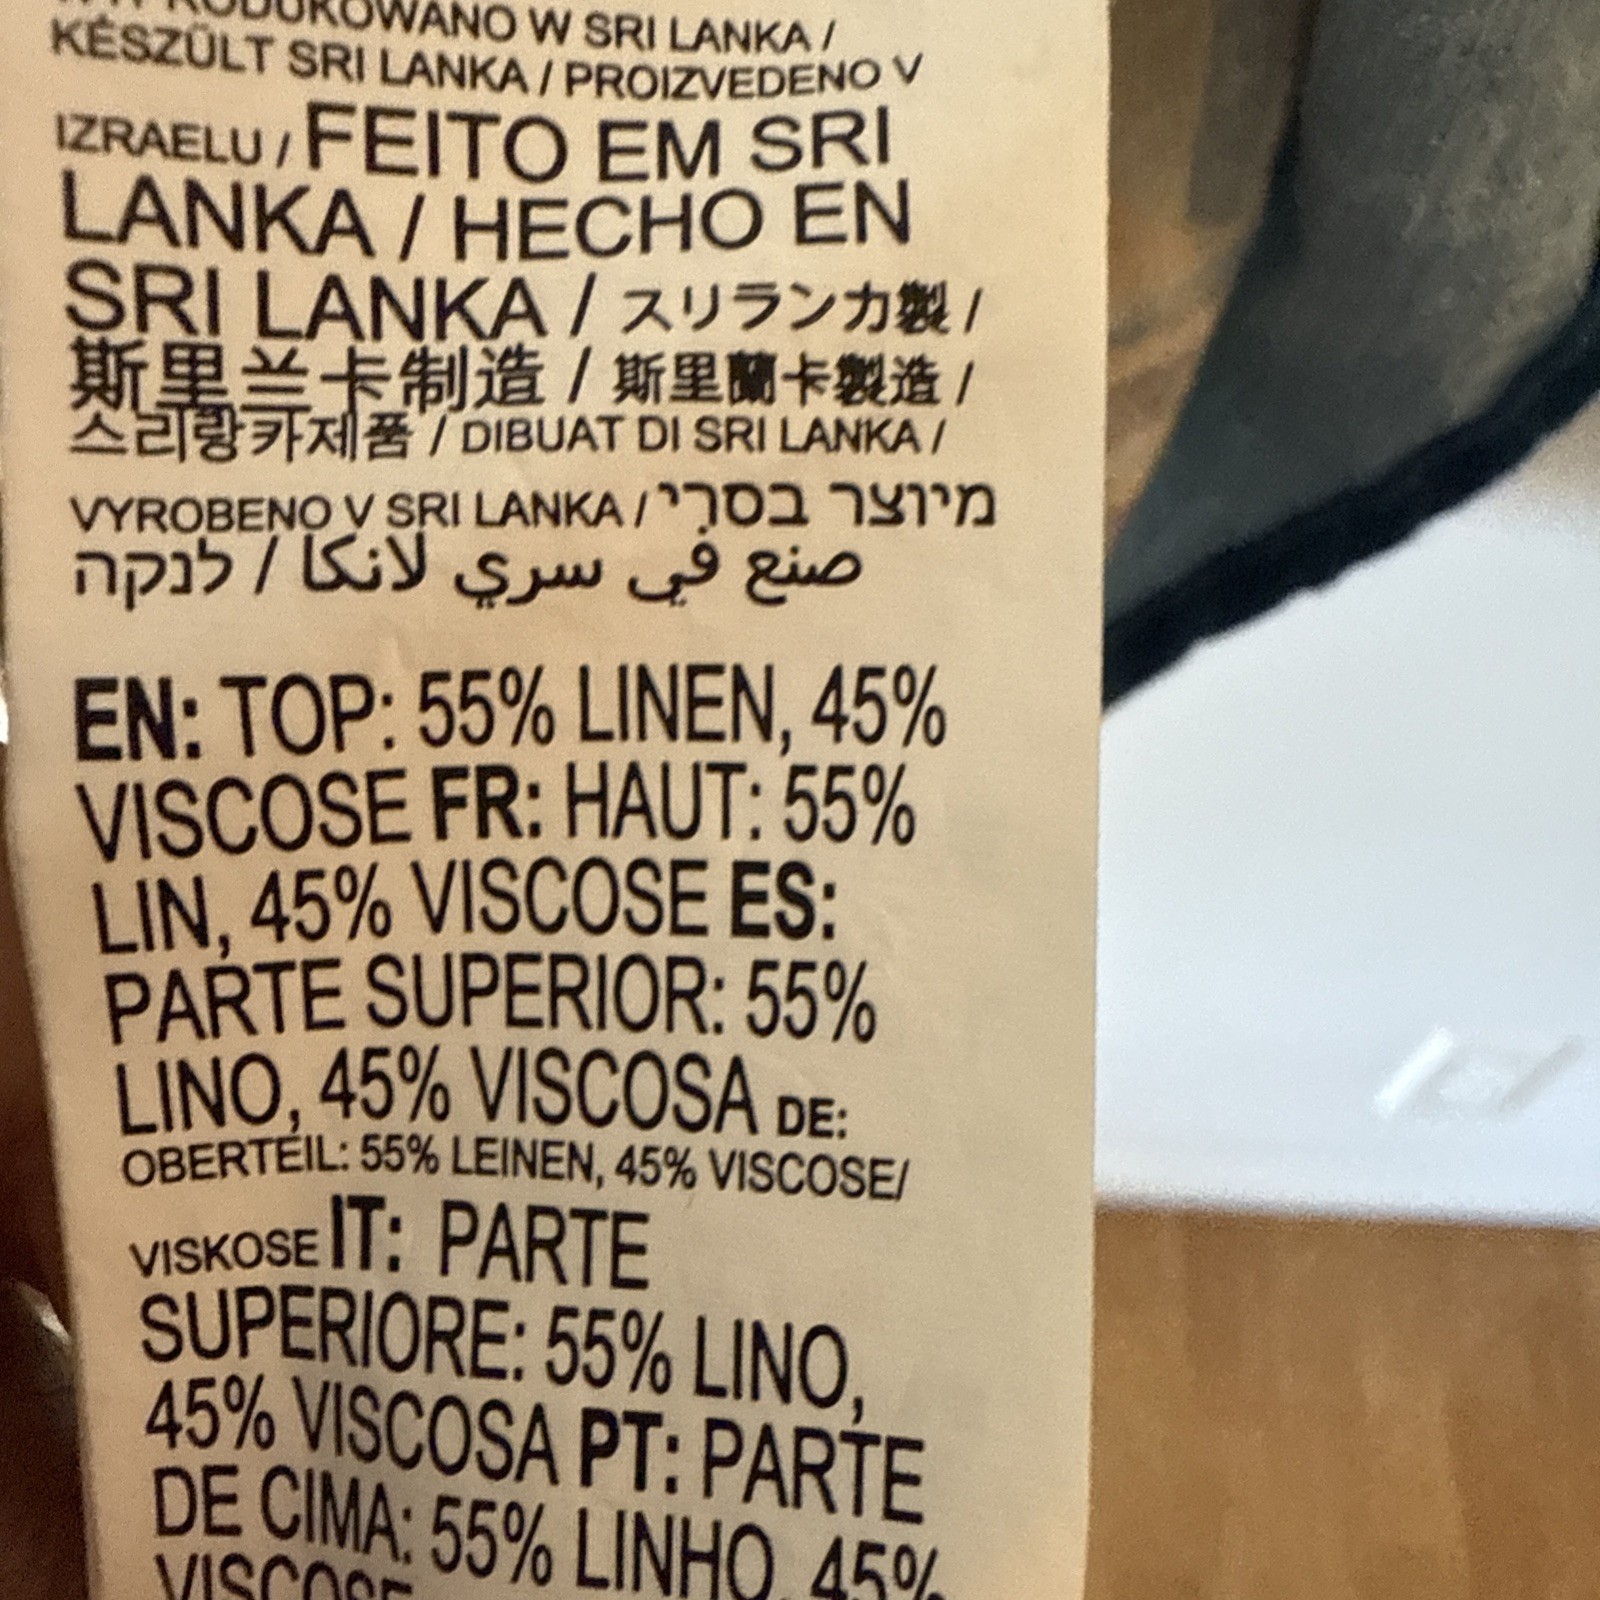 WYPRODUKOWANO W SRI LANKA /
KÉSZÜLT SRI LANKA / PROIZVEDENO V
IZRAELU / FEITO EM SRI
LANKA / HECHO EN
SRI LANKA / スリランカ製 /
斯里兰卡制造 / 斯里蘭卡製造 /
스리랑카제품 / DIBUAT DI SRI LANKA /
VYROBENO V SRI LANKA / מיוצר בסרי
לנקה / صنع في سري لانكا
EN: TOP: 55% LINEN, 45%
VISCOSE FR: HAUT: 55%
LIN, 45% VISCOSE ES:
PARTE SUPERIOR: 55%
LINO, 45% VISCOSA DE:
OBERTEIL: 55% LEINEN, 45% VISCOSE/
VISKOSE IT: PARTE
SUPERIORE: 55% LINO,
45% VISCOSA PT: PARTE
DE CIMA: 55% LINHO, 45%
VISCOSE